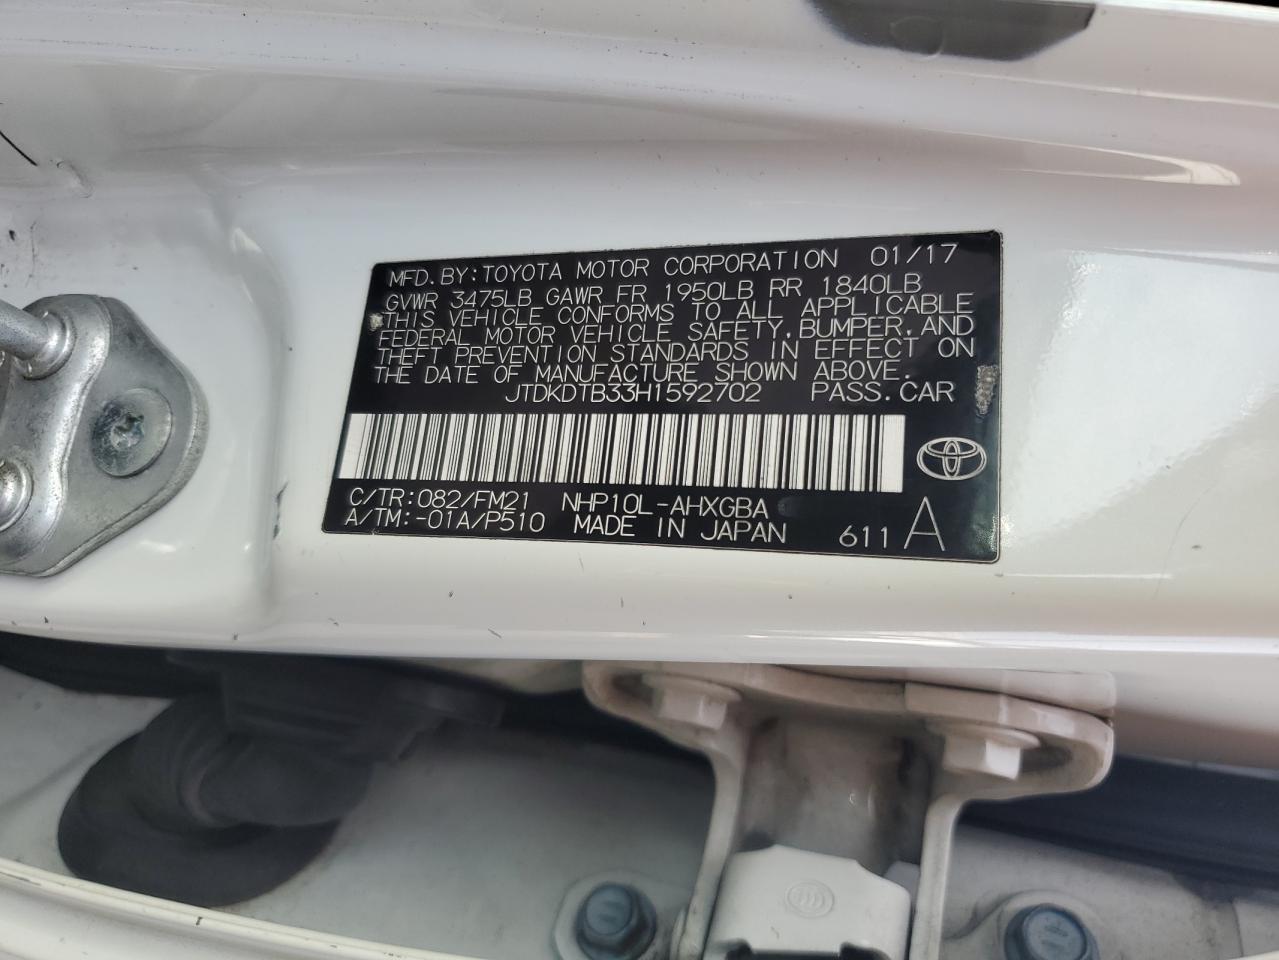 MFD.BY:TOYOTA MOTOR CORPORATION 01/17
GVWR 3475LB GAWR FR 1950LB RR 1840LB
THIS VEHICLE CONFORMS TO ALL APPLICABLE
FEDERAL MOTOR VEHICLE SAFETY,BUMPER,AND
THEFT PREVENTION STANDARDS IN EFFECT ON
THE DATE OF MANUFACTURE SHOWN ABOVE.
JTDKDTB33H1592702 PASS.CAR
C/TR:082/FM21 NHP10L-AHXGBA
A/TM:-01A/P510 MADE IN JAPAN 611 A